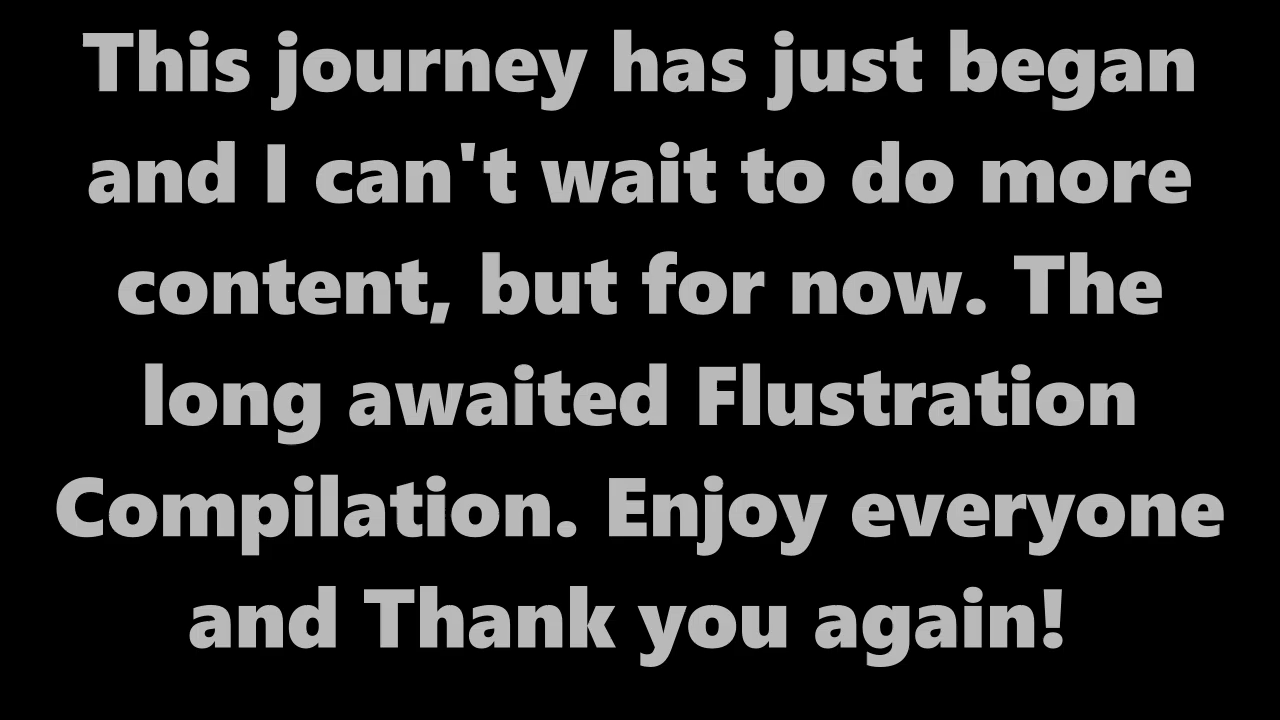 This journey has just began
and I can't wait to do more
content, but for now. The
long awaited Flustration
Compilation. Enjoy everyone
and Thank you again!